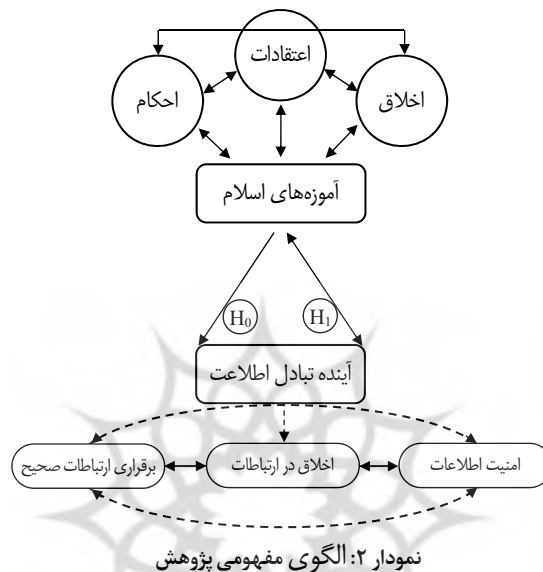 اعتقادات
اخلاق
احکام
آموزه‌های اسلام
H₁
H₀
آینده تبادل اطلاعت
امنیت اطلاعات
اخلاق در ارتباطات
برقراری ارتباطات صحیح
نمودار ۲: الگوی مفهومی پژوهش